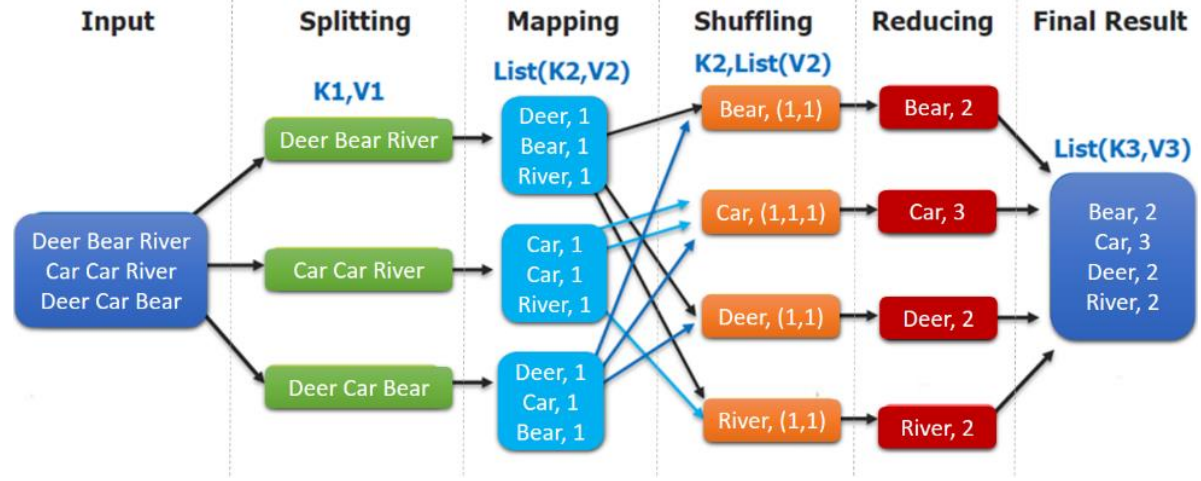 Input
Splitting
Mapping
Shuffling
Reducing
Final Result
K1,V1
List(K2,V2)
K2,List(V2)
List(K3,V3)
Deer Bear River
Car Car River
Deer Car Bear
Deer Bear River
Car Car River
Deer Car Bear
Deer, 1
Bear, 1
River, 1
Car, 1
Car, 1
River, 1
Deer, 1
Car, 1
Bear, 1
Bear, (1,1)
Car, (1,1,1)
Deer, (1,1)
River, (1,1)
Bear, 2
Car, 3
Deer, 2
River, 2
Bear, 2
Car, 3
Deer, 2
River, 2